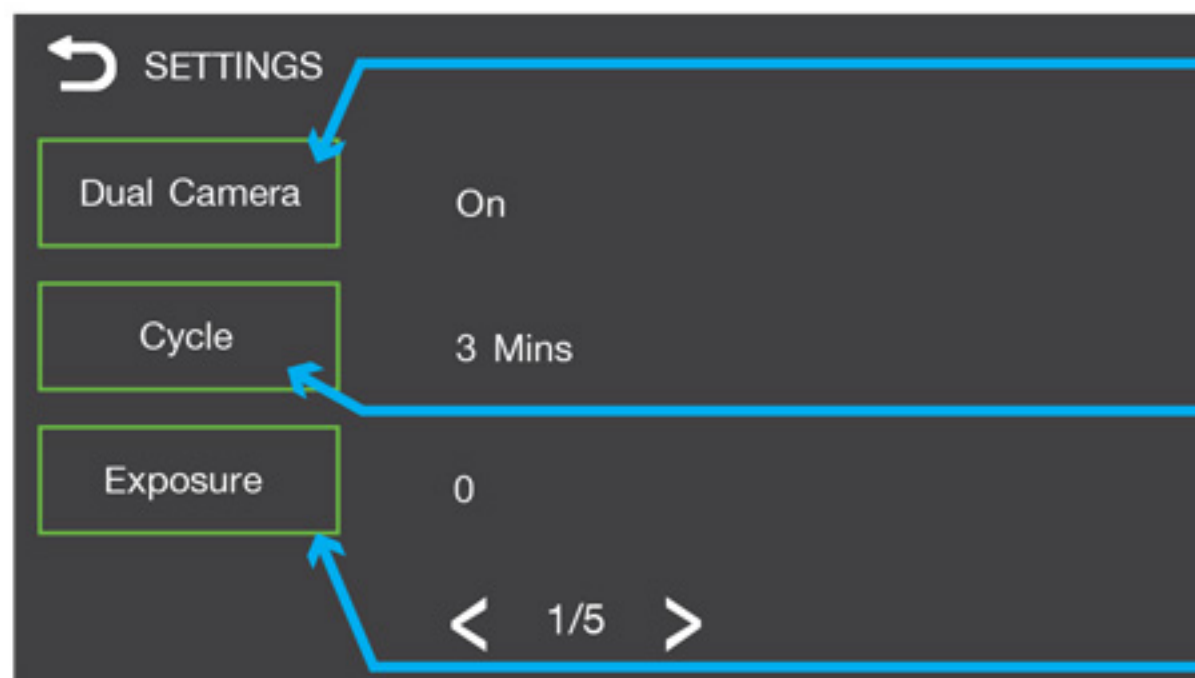 SETTINGS
Dual Camera
On
Cycle
3 Mins
Exposure
0
< 1/5 >